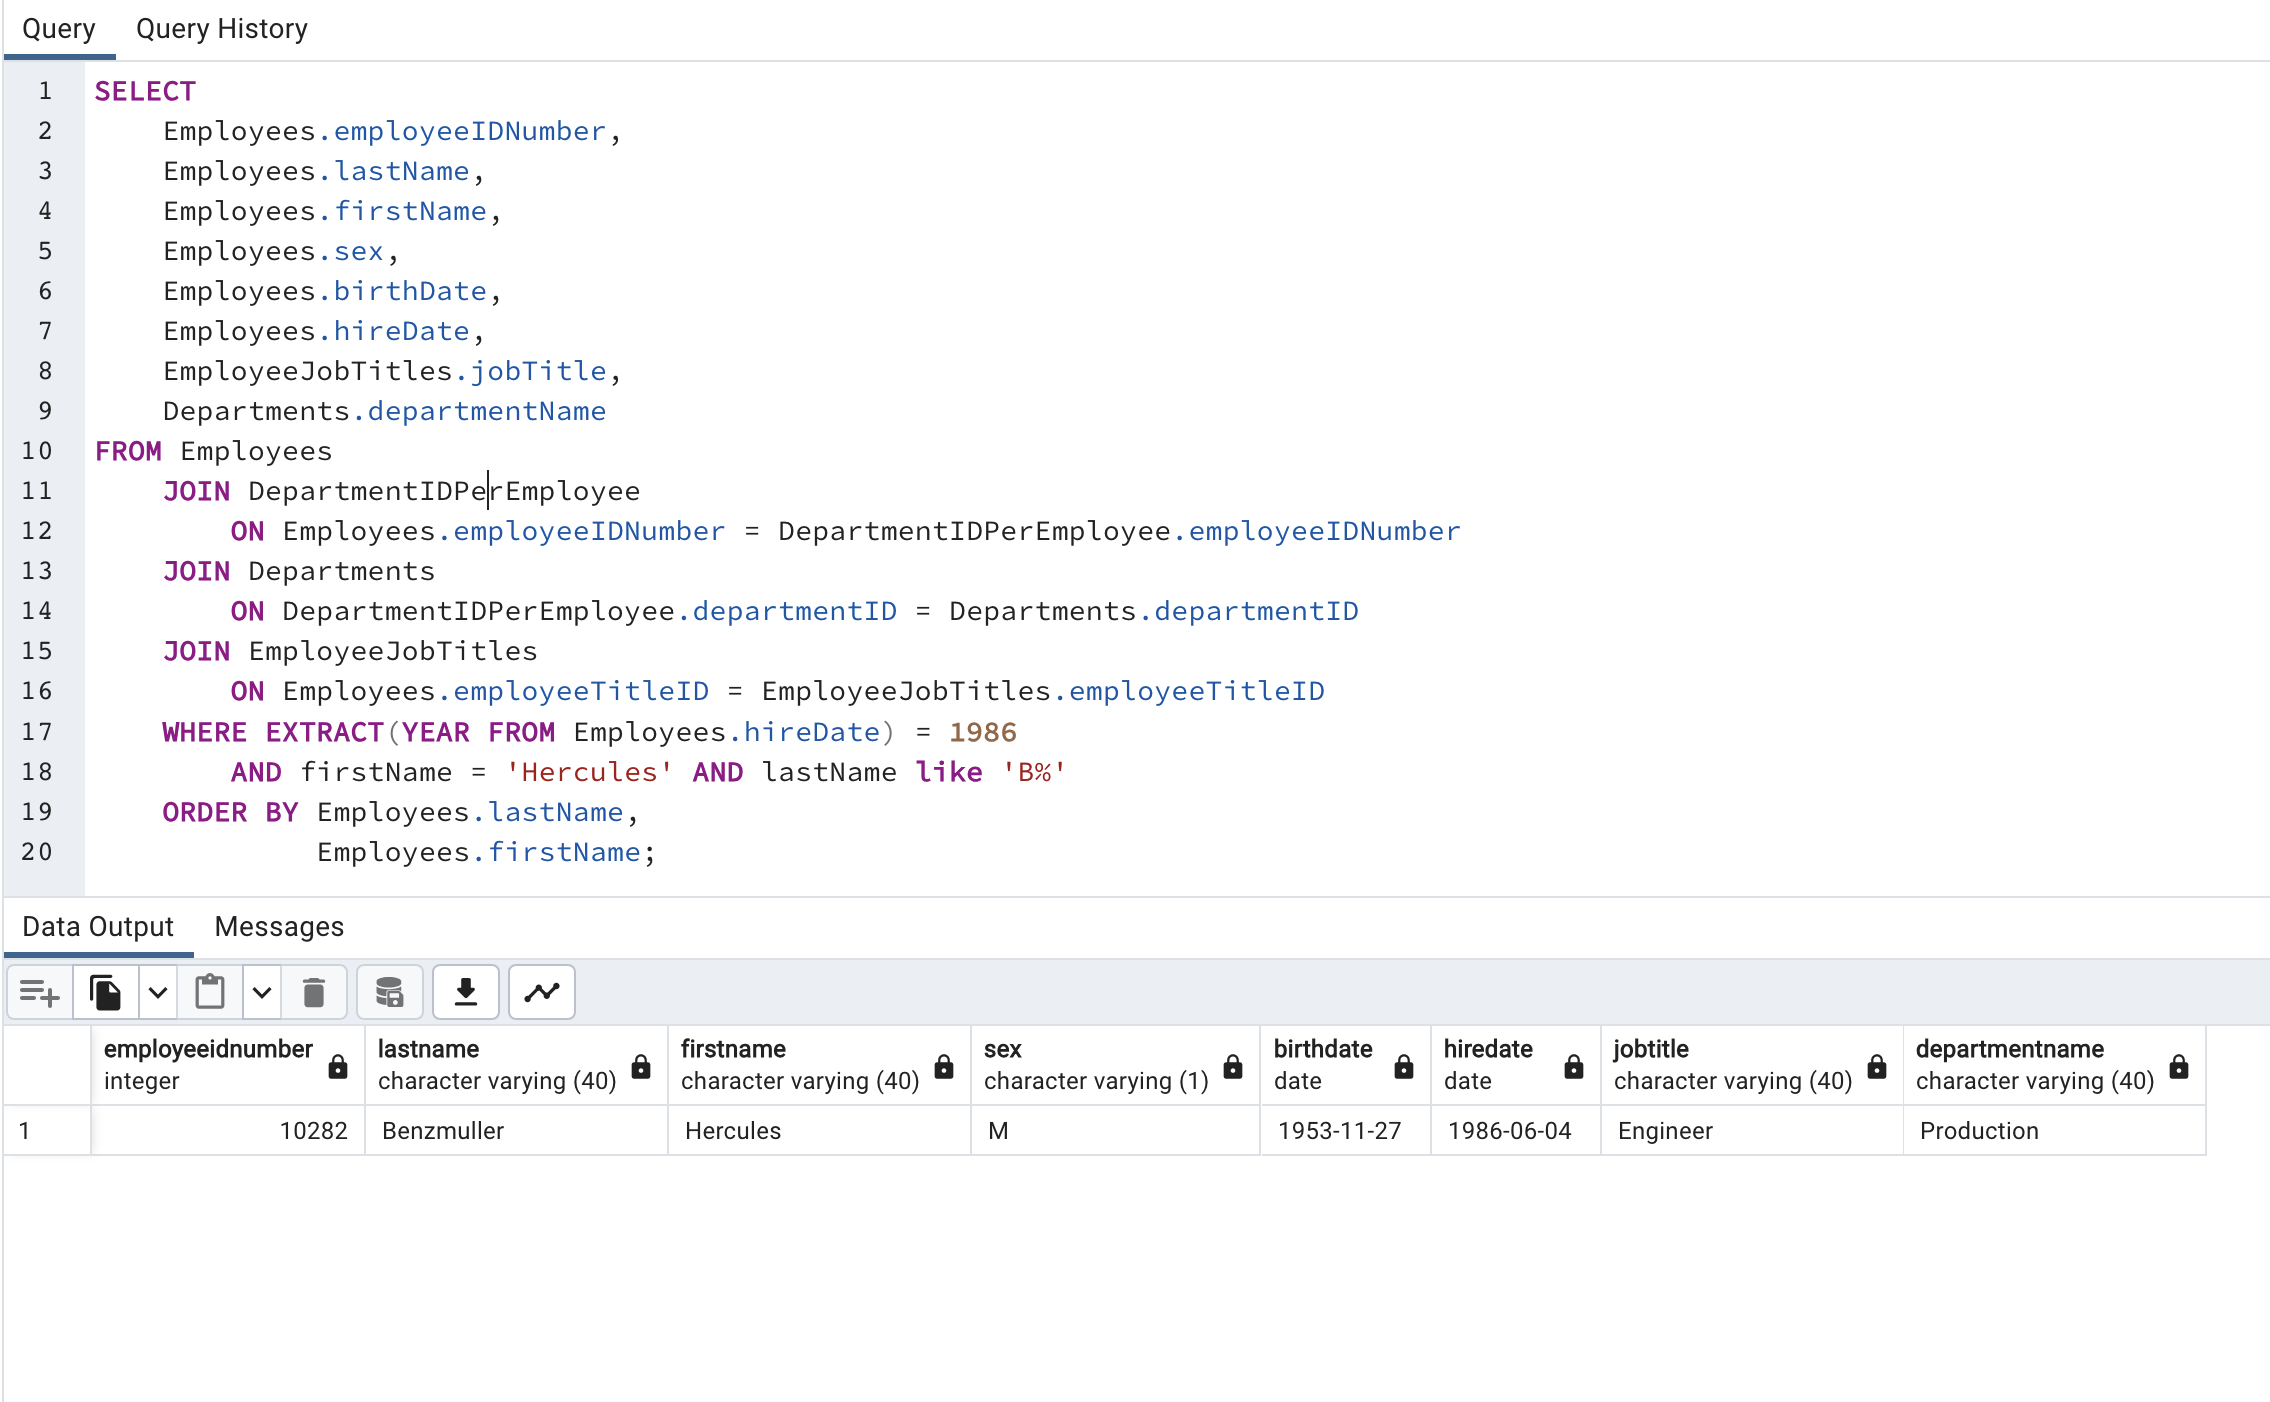 Query Query History
1 SELECT
2 Employees.employeeIDNumber,
3 Employees.lastName,
4 Employees.firstName,
5 Employees.sex,
6 Employees.birthDate,
7 Employees.hireDate,
8 EmployeeJobTitles.jobTitle,
9 Departments.departmentName
10 FROM Employees
11 JOIN DepartmentIDPerEmployee
12 ON Employees.employeeIDNumber = DepartmentIDPerEmployee.employeeIDNumber
13 JOIN Departments
14 ON DepartmentIDPerEmployee.departmentID = Departments.departmentID
15 JOIN EmployeeJobTitles
16 ON Employees.employeeTitleID = EmployeeJobTitles.employeeTitleID
17 WHERE EXTRACT(YEAR FROM Employees.hireDate) = 1986
18 AND firstName = 'Hercules' AND lastName like 'B%'
19 ORDER BY Employees.lastName,
20 Employees.firstName;
Data Output Messages
employeeidnumber lastname firstname sex birthdate hiredate jobtitle departmentname
integer character varying (40) character varying (40) character varying (1) date date character varying (40) character varying (40)
1 10282 Benzmuller Hercules M 1953-11-27 1986-06-04 Engineer Production